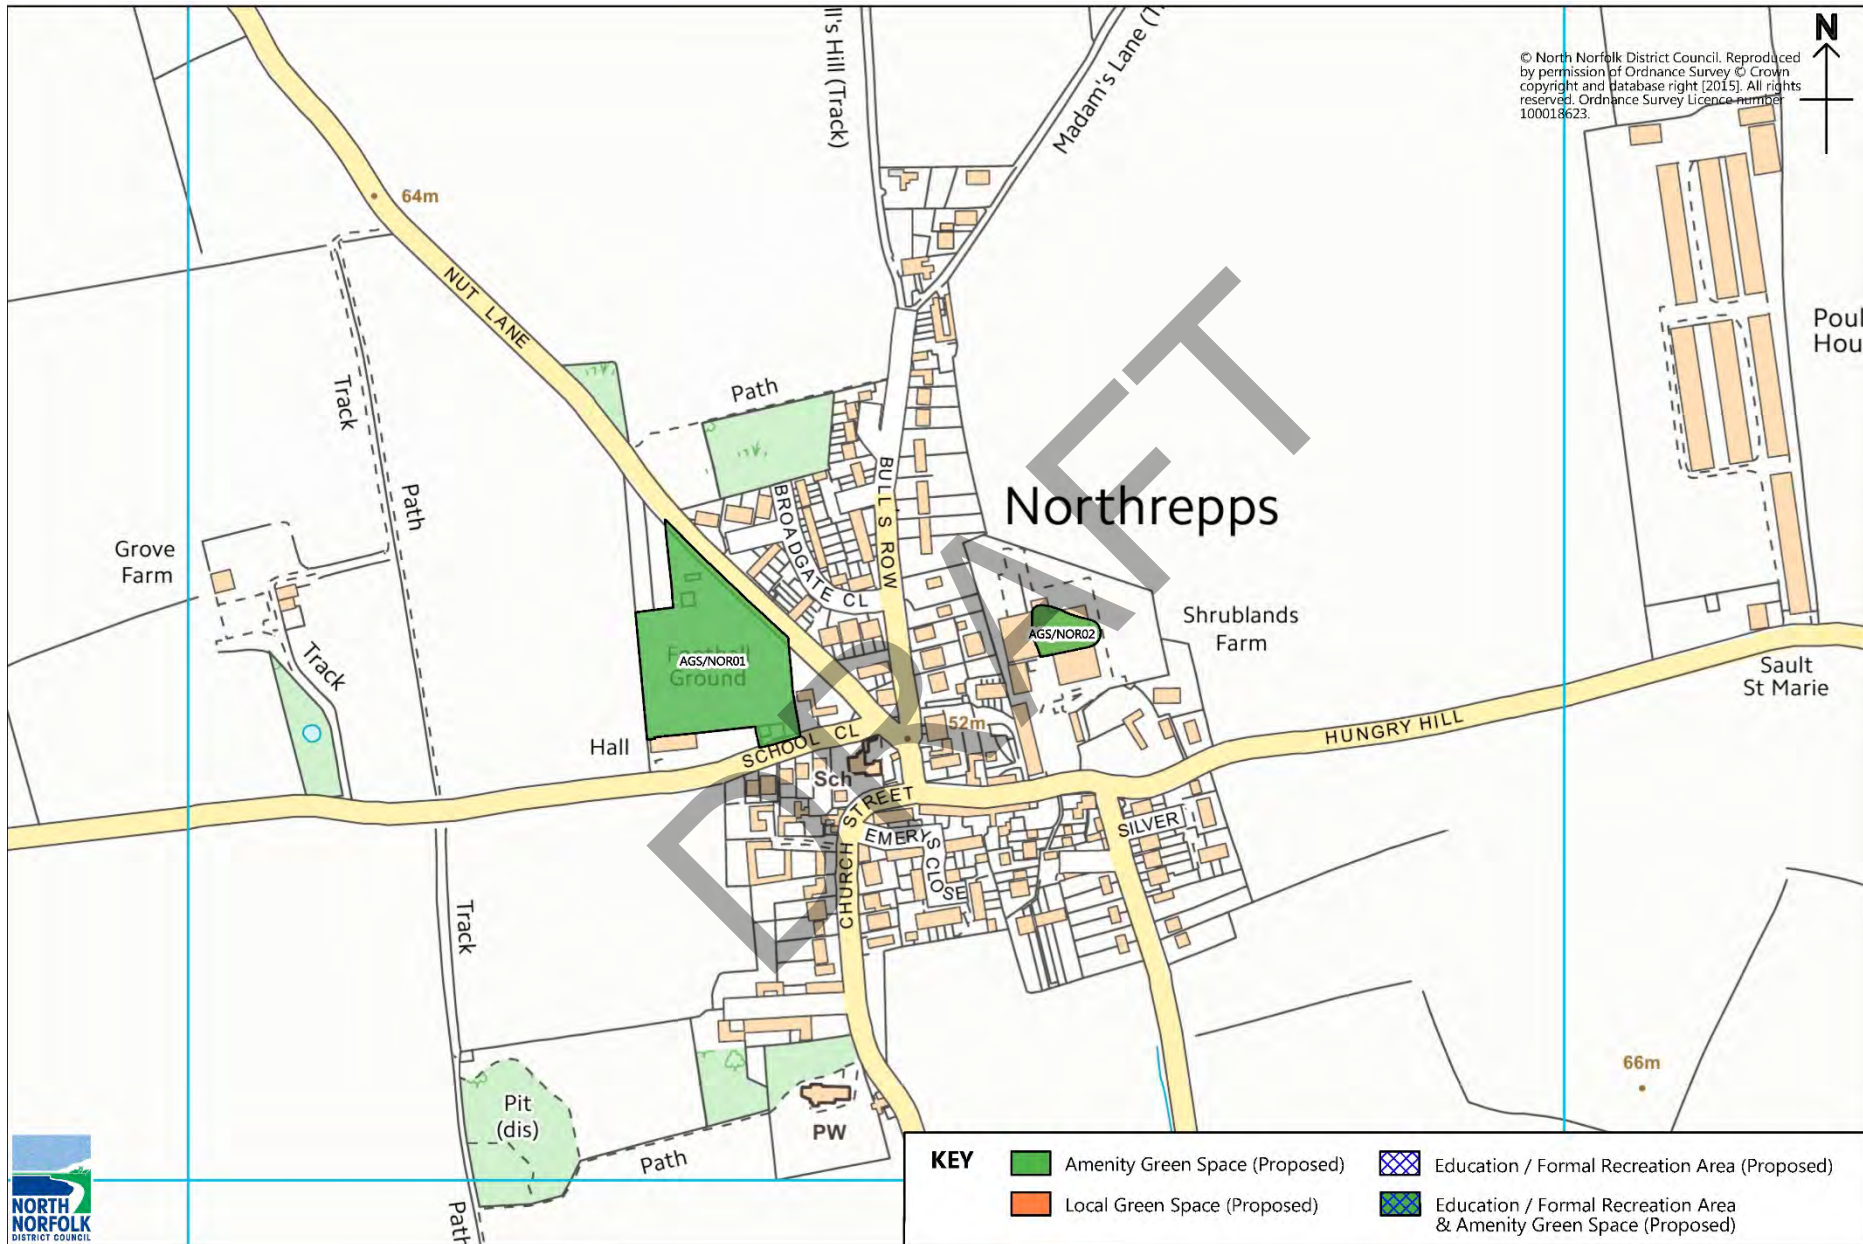 ll's Hill (Track)
Madam's Lane (T
N
© North Norfolk District Council. Reproduced
by permission of Ordnance Survey © Crown
copyright and database right [2015]. All rights
reserved. Ordnance Survey Licence number
100018623.
64m
NUT LANE
Poul
Hou
Track
Path
Path
BULL'S ROW
BROADGATE CL
Northrepps
Grove
Farm
Track
Shrublands
Farm
AGS/NOR02
Football
AGS/NOR01
Ground
Sault
St Marie
52m
Hall
SCHOOL CL
HUNGRY HILL
Sch
CHURCH STREET
EMERY'S CLOSE
SILVER
Track
DRAFT
66m
Pit
(dis)
PW
Path
Path
NORTH
NORFOLK
DISTRICT COUNCIL
KEY
Amenity Green Space (Proposed)
Local Green Space (Proposed)
Education / Formal Recreation Area (Proposed)
Education / Formal Recreation Area
& Amenity Green Space (Proposed)